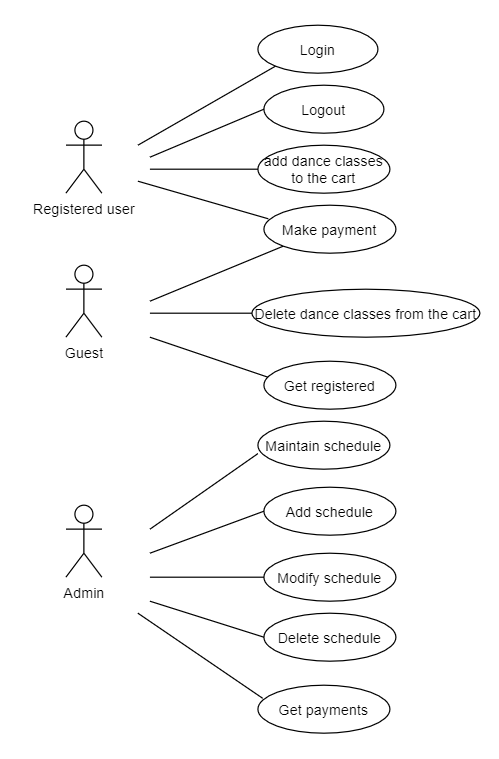 Login
Logout
add dance classes
to the cart
Registered user
Make payment
Guest
Delete dance classes from the cart
Get registered
Maintain schedule
Add schedule
Modify schedule
Admin
Delete schedule
Get payments